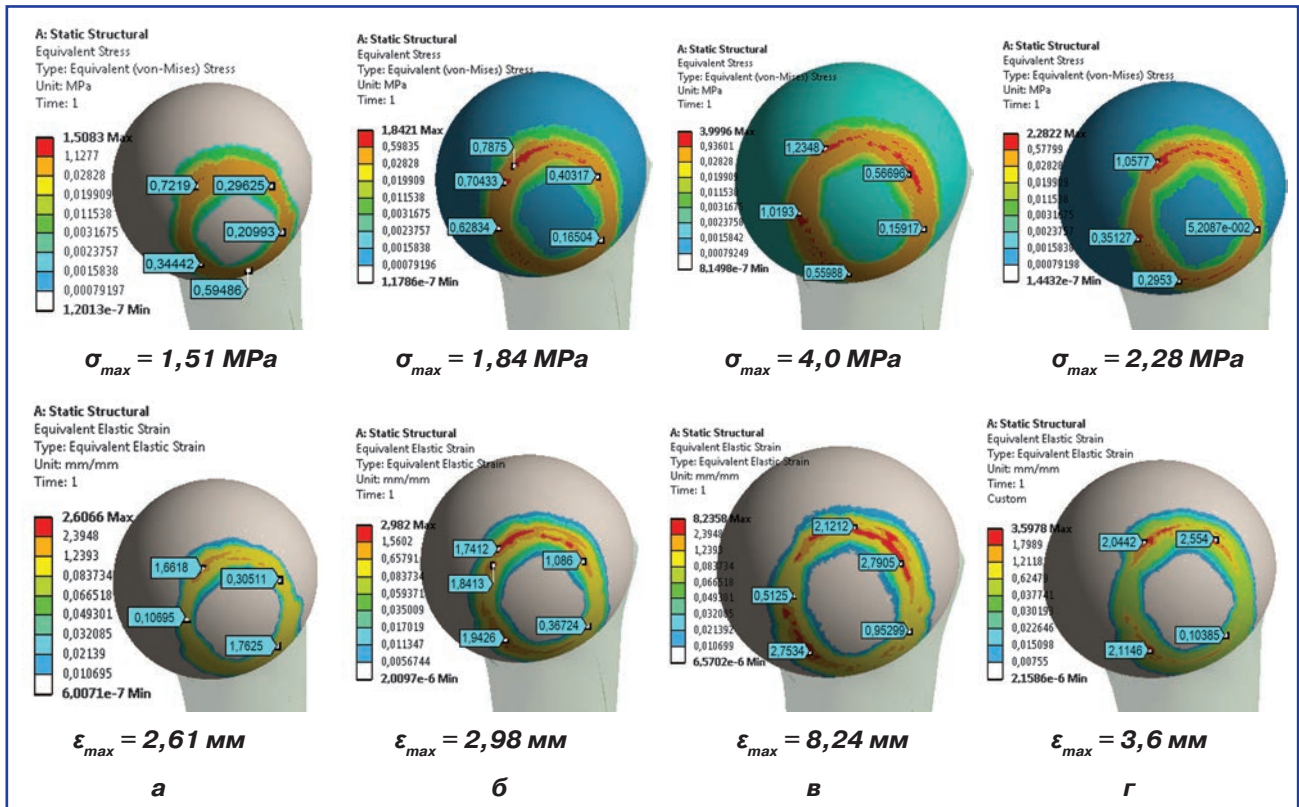 A: Static Structural
Equivalent Stress
Type: Equivalent (von-Mises) Stress
Unit: MPa
Time: 1
1,5083 Max
1,1277
0,02828
0,019909
0,011538
0,0031675
0,0023757
0,0015838
0,00079197
1,2013e-7 Min
0,7219
0,29625
0,20993
0,34442
0,59486
σmax = 1,51 MPa
A: Static Structural
Equivalent Stress
Type: Equivalent (von-Mises) Stress
Unit: MPa
Time: 1
1,8421 Max
0,59835
0,02828
0,019909
0,011538
0,0031675
0,0023757
0,0015838
0,00079196
1,1786e-7 Min
0,7875
0,70433
0,40317
0,62834
0,16504
σmax = 1,84 MPa
A: Static Structural
Equivalent Stress
Type: Equivalent (von-Mises) Stress
Unit: MPa
Time: 1
3,9996 Max
0,93601
0,02828
0,019909
0,011538
0,0031675
0,0023758
0,0015842
0,00079249
8,1498e-7 Min
1,2348
0,56696
1,0193
0,15917
0,55988
σmax = 4,0 MPa
A: Static Structural
Equivalent Stress
Type: Equivalent (von-Mises) Stress
Unit: MPa
Time: 1
2,2822 Max
0,57799
0,02828
0,019909
0,011538
0,0031675
0,0023757
0,0015838
0,00079198
1,4432e-7 Min
1,0577
0,35127
5,2087e-002
0,2953
σmax = 2,28 MPa
A: Static Structural
Equivalent Elastic Strain
Type: Equivalent Elastic Strain
Unit: mm/mm
Time: 1
2,6066 Max
2,3948
1,2393
0,083734
0,066518
0,049301
0,032085
0,02139
0,010695
6,0071e-7 Min
1,6618
0,30511
0,10695
1,7625
εmax = 2,61 мм
A: Static Structural
Equivalent Elastic Strain
Type: Equivalent Elastic Strain
Unit: mm/mm
Time: 1
2,982 Max
1,5602
0,65791
0,083734
0,059371
0,035009
0,017019
0,011347
0,0056744
2,0097e-6 Min
1,7412
1,086
1,8413
0,36724
1,9426
εmax = 2,98 мм
A: Static Structural
Equivalent Elastic Strain
Type: Equivalent Elastic Strain
Unit: mm/mm
Time: 1
8,2358 Max
2,3948
1,2393
0,083734
0,066518
0,049301
0,032085
0,021392
0,010699
6,5702e-6 Min
2,1212
2,7905
0,5125
0,95299
2,7534
εmax = 8,24 мм
A: Static Structural
Equivalent Elastic Strain
Type: Equivalent Elastic Strain
Unit: mm/mm
Time: 1
Custom
3,5978 Max
1,7989
1,2118
0,62479
0,037741
0,030193
0,022646
0,015098
0,00755
2,1586e-6 Min
2,0442
2,554
0,10385
2,1146
εmax = 3,6 мм
а
б
в
г